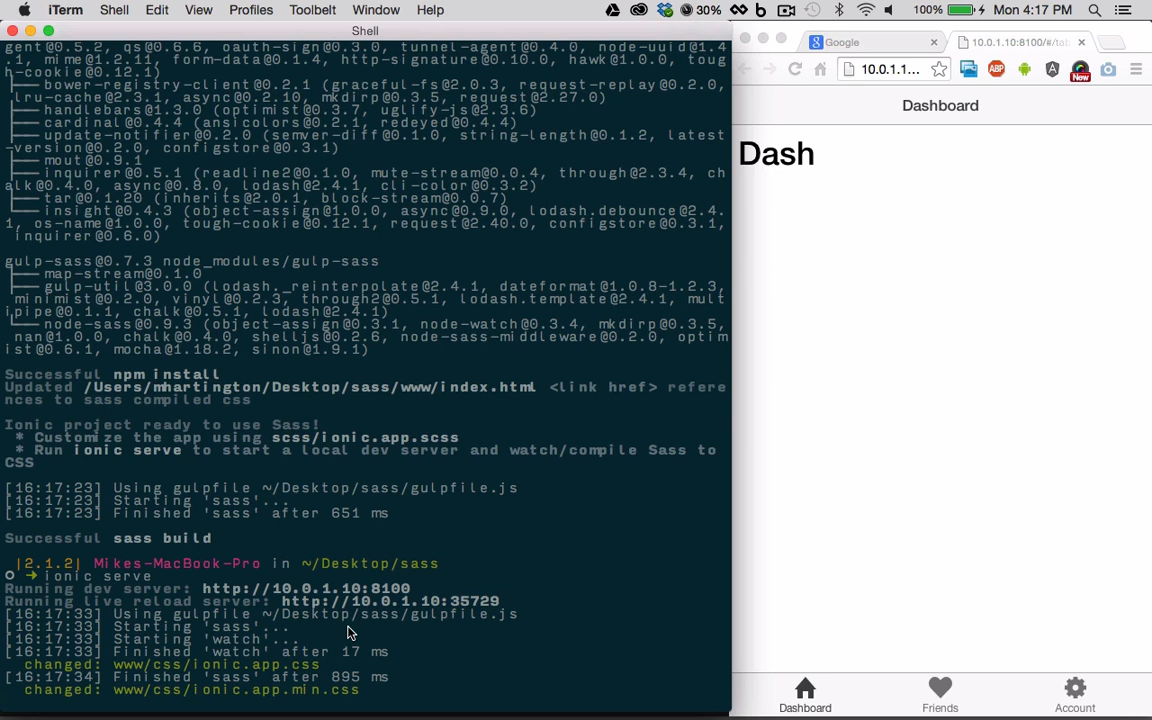 iTerm Shell Edit View Profiles Toolbelt Window Help 30% 100% Mon 4:17 PM
Shell
gent@0.5.2, qs@0.6.6, oauth-sign@0.3.0, tunnel-agent@0.4.0, node-uuid@1.4
.1, mime@1.2.11, form-data@0.1.4, http-signature@0.10.0, hawk@1.0.0, toug
h-cookie@0.12.1)
├── bower-registry-client@0.2.1 (graceful-fs@2.0.3, request-replay@0.2.0,
lru-cache@2.3.1, async@0.2.10, mkdirp@0.3.5, request@2.27.0)
├── handlebars@1.3.0 (optimist@0.3.7, uglify-js@2.3.6)
├── cardinal@0.4.4 (ansicolors@0.2.1, redeyed@0.4.4)
├── update-notifier@0.2.0 (semver-diff@0.1.0, string-length@0.1.2, latest
-version@0.2.0, configstore@0.3.1)
├── mout@0.9.1
├── inquirer@0.5.1 (readline2@0.1.0, mute-stream@0.0.4, through@2.3.4, ch
alk@0.4.0, async@0.8.0, lodash@2.4.1, cli-color@0.3.2)
├── tar@0.1.20 (inherits@2.0.1, block-stream@0.0.7)
└── insight@0.4.3 (object-assign@1.0.0, async@0.9.0, lodash.debounce@2.4.
1, os-name@1.0.0, tough-cookie@0.12.1, request@2.40.0, configstore@0.3.1,
inquirer@0.6.0)
gulp-sass@0.7.3 node_modules/gulp-sass
├── map-stream@0.1.0
├── gulp-util@3.0.0 (lodash._reinterpolate@2.4.1, dateformat@1.0.8-1.2.3,
minimist@0.2.0, vinyl@0.2.3, through2@0.5.1, lodash.template@2.4.1, mult
ipipe@0.1.1, chalk@0.5.1, lodash@2.4.1)
└── node-sass@0.9.3 (object-assign@0.3.1, node-watch@0.3.4, mkdirp@0.3.5,
nan@1.0.0, chalk@0.4.0, shelljs@0.2.6, node-sass-middleware@0.2.0, optim
ist@0.6.1, mocha@1.18.2, sinon@1.9.1)
Successful npm install
Updated /Users/mhartington/Desktop/sass/www/index.html <link href> refere
nces to sass compiled css
Ionic project ready to use Sass!
* Customize the app using scss/ionic.app.scss
* Run ionic serve to start a local dev server and watch/compile Sass to
CSS
[16:17:23] Using gulpfile ~/Desktop/sass/gulpfile.js
[16:17:23] Starting 'sass'...
[16:17:23] Finished 'sass' after 651 ms
Successful sass build
|2.1.2| Mikes-MacBook-Pro in ~/Desktop/sass
○ ➜ ionic serve
Running dev server: http://10.0.1.10:8100
Running live reload server: http://10.0.1.10:35729
[16:17:33] Using gulpfile ~/Desktop/sass/gulpfile.js
[16:17:33] Starting 'sass'...
[16:17:33] Starting 'watch'...
[16:17:33] Finished 'watch' after 17 ms
changed: www/css/ionic.app.css
[16:17:34] Finished 'sass' after 895 ms
changed: www/css/ionic.app.min.css
Google
10.0.1.10:8100/#/tab
10.0.1....
ABP
New
Dashboard
Dash
Dashboard Friends Account